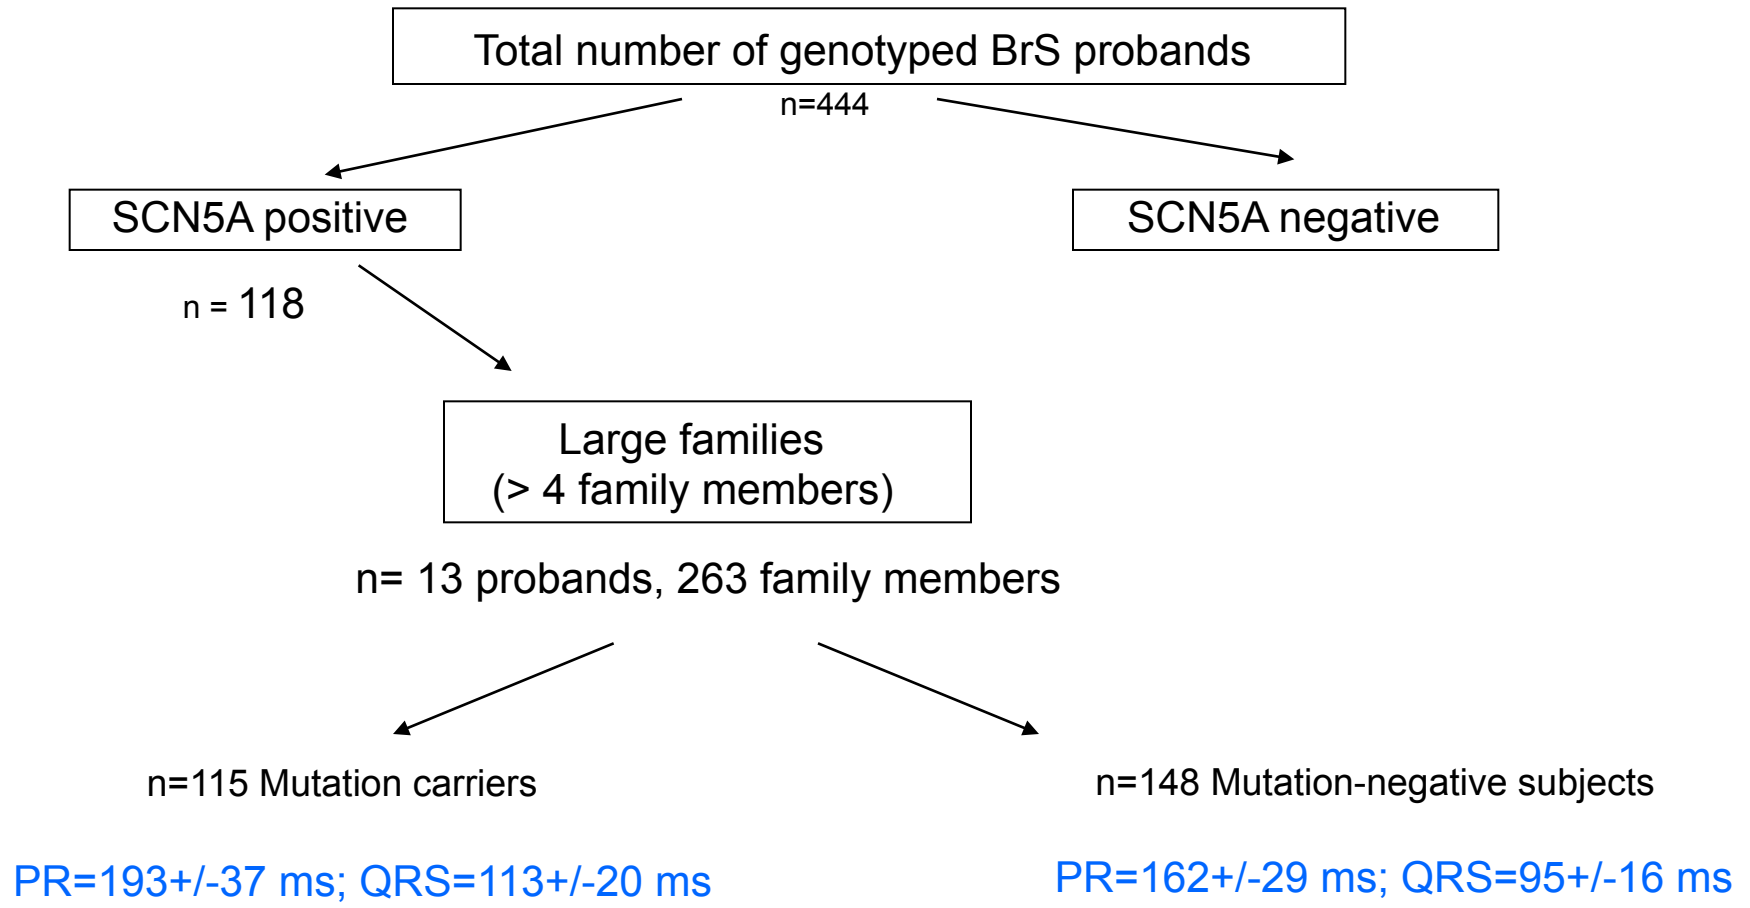 Total number of genotyped BrS probands
n=444
SCN5A positive
SCN5A negative
n = 118
Large families
(> 4 family members)
n= 13 probands, 263 family members
n=115 Mutation carriers
n=148 Mutation-negative subjects
PR=193+/-37 ms; QRS=113+/-20 ms
PR=162+/-29 ms; QRS=95+/-16 ms